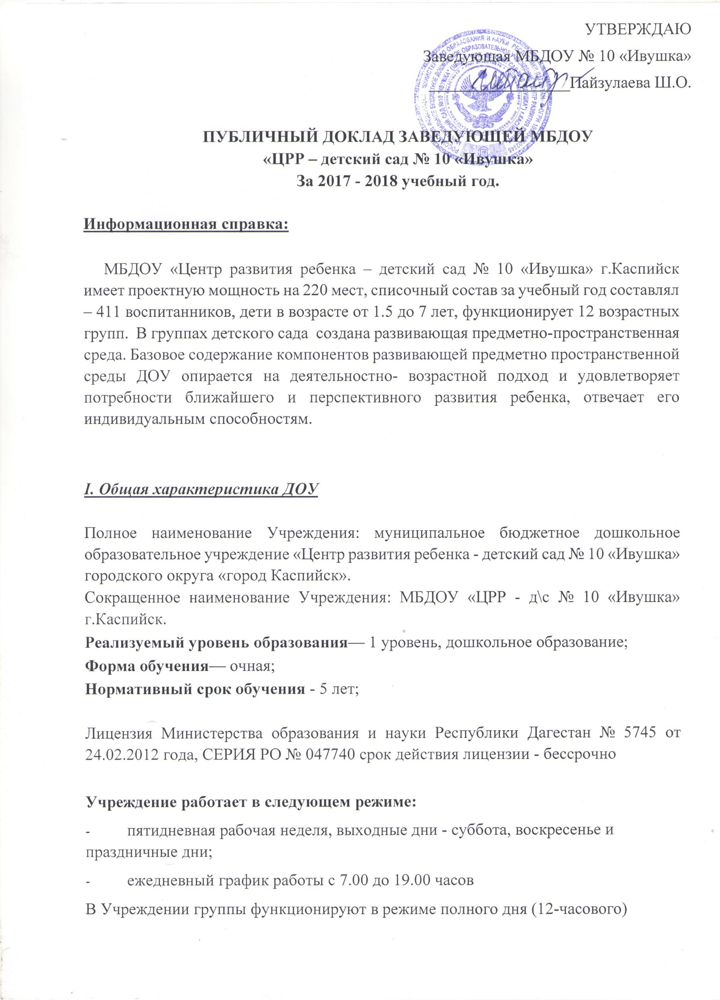 УТВЕРЖДАЮ
Заведующая МБДОУ № 10 «Ивушка»
Пайзулаева Ш.О.
ПУБЛИЧНЫЙ ДОКЛАД ЗАВЕДУЮЩЕЙ МБДОУ
«ЦРР – детский сад № 10 «Ивушка»
За 2017 - 2018 учебный год.
Информационная справка:
МБДОУ «Центр развития ребенка – детский сад № 10 «Ивушка» г.Каспийск
имеет проектную мощность на 220 мест, списочный состав за учебный год составлял
– 411 воспитанников, дети в возрасте от 1.5 до 7 лет, функционирует 12 возрастных
групп. В группах детского сада создана развивающая предметно-пространственная
среда. Базовое содержание компонентов развивающей предметно пространственной
среды ДОУ опирается на деятельностно- возрастной подход и удовлетворяет
потребности ближайшего и перспективного развития ребенка, отвечает его
индивидуальным способностям.
I. Общая характеристика ДОУ
Полное наименование Учреждения: муниципальное бюджетное дошкольное
образовательное учреждение «Центр развития ребенка - детский сад № 10 «Ивушка»
городского округа «город Каспийск».
Сокращенное наименование Учреждения: МБДОУ «ЦРР - д\с № 10 «Ивушка»
г.Каспийск.
Реализуемый уровень образования— 1 уровень, дошкольное образование;
Форма обучения— очная;
Нормативный срок обучения - 5 лет;
Лицензия Министерства образования и науки Республики Дагестан № 5745 от
24.02.2012 года, СЕРИЯ РО № 047740 срок действия лицензии - бессрочно
Учреждение работает в следующем режиме:
- пятидневная рабочая неделя, выходные дни - суббота, воскресенье и
праздничные дни;
- ежедневный график работы с 7.00 до 19.00 часов
В Учреждении группы функционируют в режиме полного дня (12-часового)